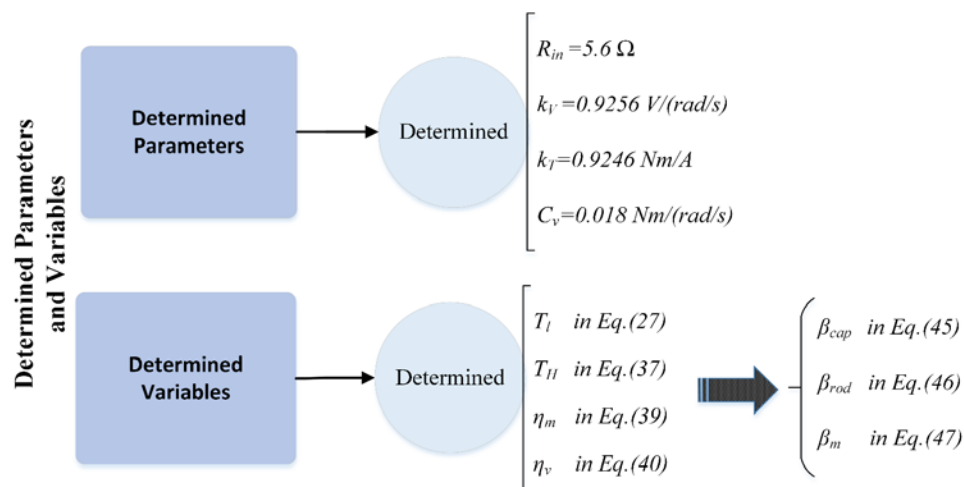 Determined Parameters
and Variables
Determined
Parameters
Determined
R_in =5.6 Ω
k_V =0.9256 V/(rad/s)
k_T=0.9246 Nm/A
C_v=0.018 Nm/(rad/s)
Determined
Variables
Determined
T_l in Eq.(27)
T_H in Eq.(37)
η_m in Eq.(39)
η_v in Eq.(40)
β_cap in Eq.(45)
β_rod in Eq.(46)
β_m in Eq.(47)